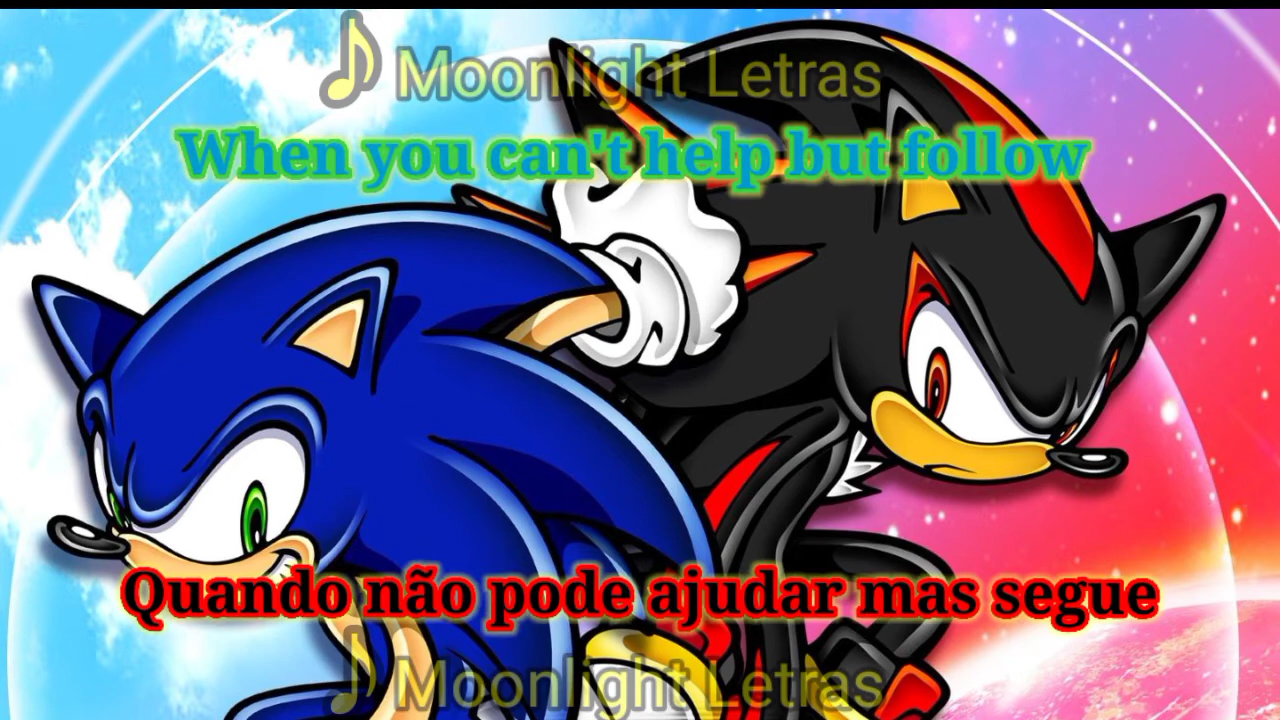 Moonlight Letras
When you can't help but follow
Quando não pode ajudar mas segue
Moonlight Letras